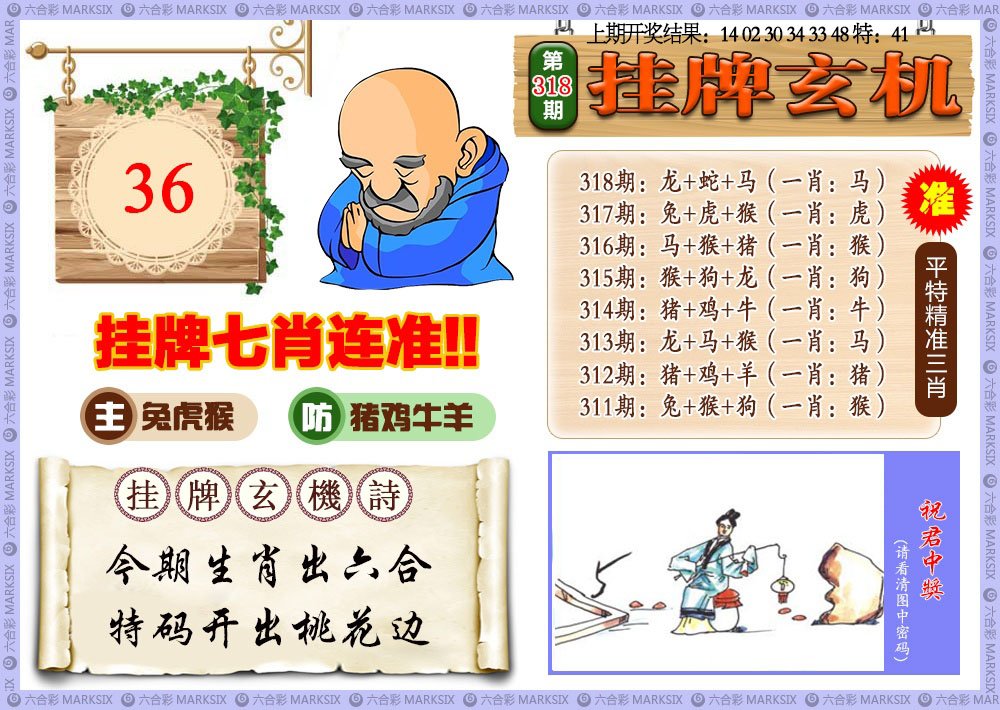 六合彩 MARKSIX
上期开奖结果：14 02 30 34 33 48 特：41
第
318
期
挂牌玄机
36
318期：龙+蛇+马（一肖：马）
317期：兔+虎+猴（一肖：虎）
316期：马+猴+猪（一肖：猴）
315期：猴+狗+龙（一肖：狗）
314期：猪+鸡+牛（一肖：牛）
313期：龙+马+猴（一肖：马）
312期：猪+鸡+羊（一肖：猪）
311期：兔+猴+狗（一肖：猴）
准
平特精准三肖
挂牌七肖连准!!
主 兔虎猴
防 猪鸡牛羊
挂牌玄機詩
今期生肖出六合
特码开出桃花边
祝君中獎
（请看清图中密码）